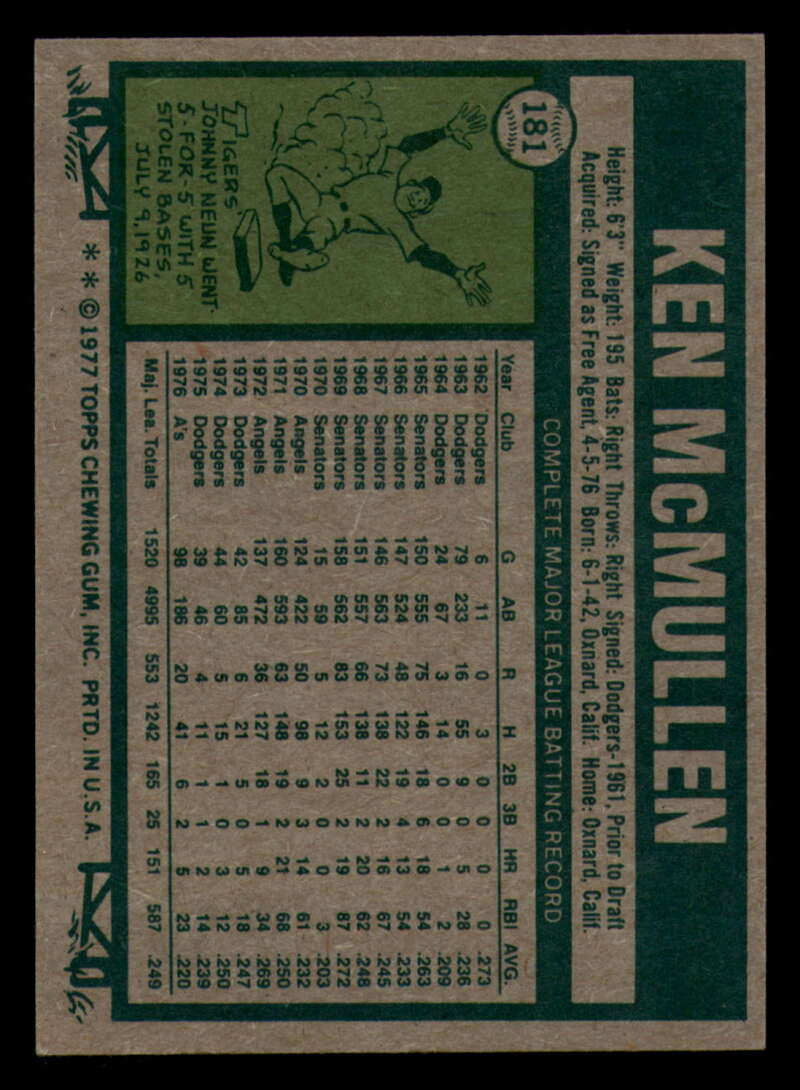 181
KEN McMULLEN
Height: 6'3" Weight: 195 Bats: Right Throws: Right Signed: Dodgers-1961, Prior to Draft
Acquired: Signed as Free Agent, 4-5-76 Born: 6-1-42, Oxnard, Calif. Home: Oxnard, Calif.
COMPLETE MAJOR LEAGUE BATTING RECORD
TIGERS
JOHNNY NEUN WENT
5-FOR-5 WITH 5
STOLEN BASES,
JULY 9, 1926
Year Club G AB R H 2B 3B HR RBI AVG.
1962 Dodgers 6 11 0 3 0 0 0 0 .273
1963 Dodgers 79 233 16 55 9 0 5 28 .236
1964 Dodgers 24 67 3 14 0 0 1 2 .209
1965 Senators 150 555 75 146 18 6 18 54 .263
1966 Senators 147 524 48 122 19 4 13 54 .233
1967 Senators 146 563 73 138 22 2 16 67 .245
1968 Senators 151 557 66 138 11 2 20 62 .248
1969 Senators 158 562 83 153 25 2 19 87 .272
1970 Senators 15 59 5 12 2 0 0 3 .203
1970 Angels 124 422 50 98 9 3 14 61 .232
1971 Angels 160 593 63 148 19 2 21 68 .250
1972 Angels 137 472 36 127 18 1 9 34 .269
1973 Dodgers 42 85 6 21 5 0 5 18 .247
1974 Dodgers 44 60 5 15 1 0 3 12 .250
1975 Dodgers 39 46 4 11 1 1 2 14 .239
1976 A's 98 186 20 41 6 2 5 23 .220
Maj. Lea. Totals 1520 4995 553 1242 165 25 151 587 .249
* * © 1977 TOPPS CHEWING GUM, INC. PRTD. IN U.S.A.